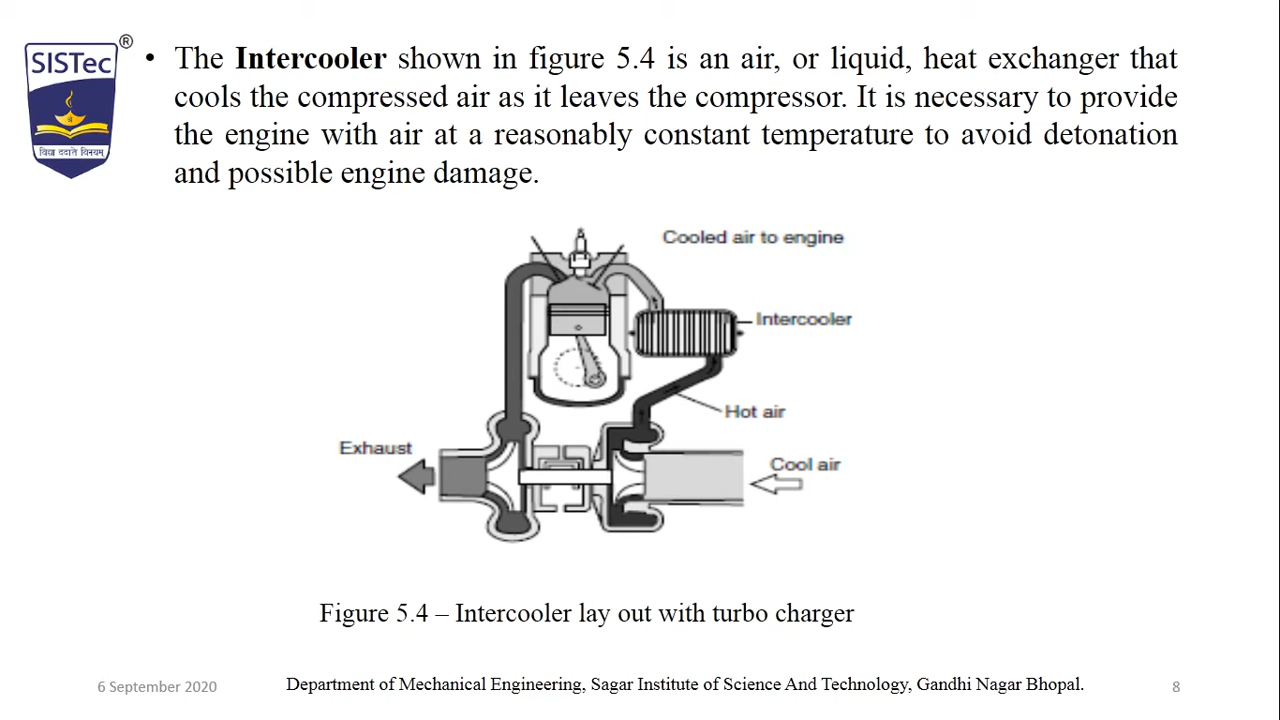 SISTec
®
विद्या ददाति विनयम्
• The Intercooler shown in figure 5.4 is an air, or liquid, heat exchanger that
cools the compressed air as it leaves the compressor. It is necessary to provide
the engine with air at a reasonably constant temperature to avoid detonation
and possible engine damage.
Cooled air to engine
Intercooler
Hot air
Exhaust
Cool air
Figure 5.4 – Intercooler lay out with turbo charger
6 September 2020
Department of Mechanical Engineering, Sagar Institute of Science And Technology, Gandhi Nagar Bhopal.
8